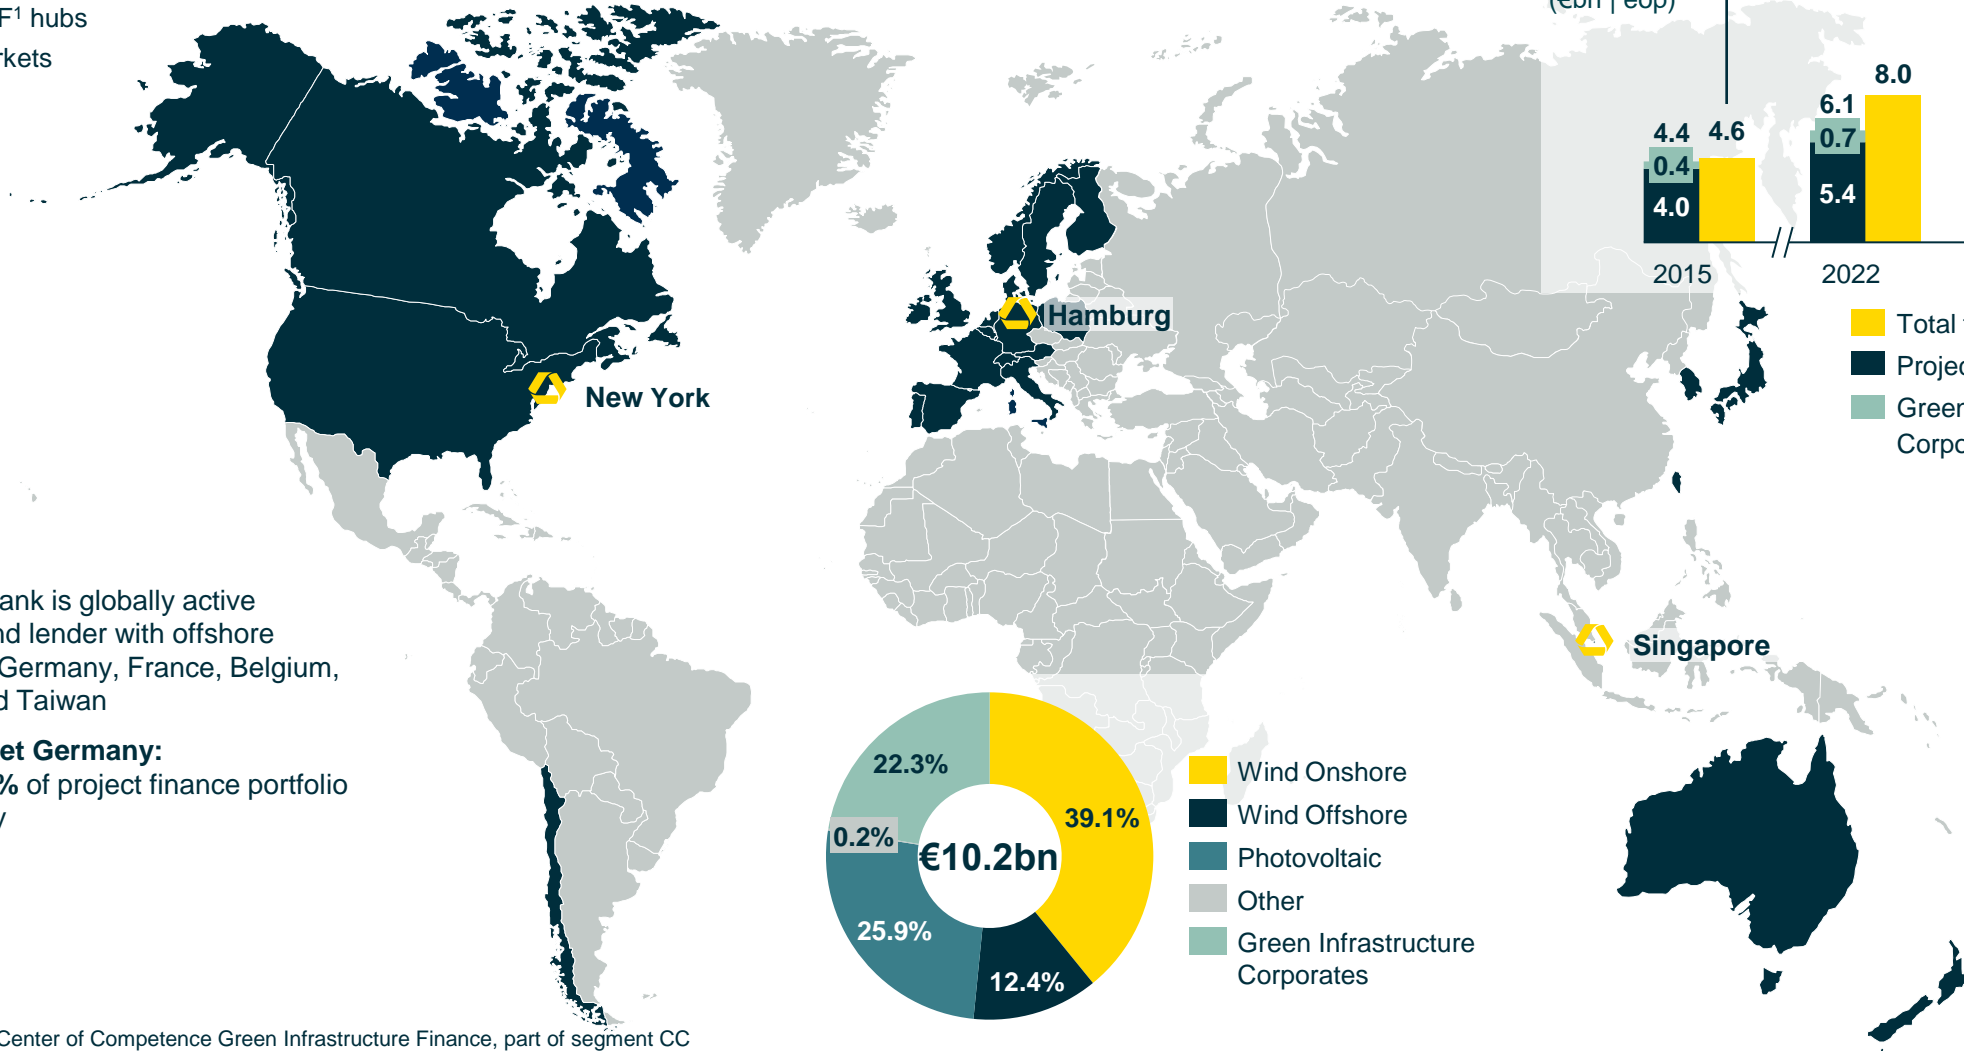 F¹ hubs
rkets
(€bn | eop)
8.0
6.1
4.4 4.6
0.7
0.4
5.4
4.0
2015 2022
Total
Projec
Green
Corpo
Hamburg
New York
Singapore
ank is globally active
nd lender with offshore
Germany, France, Belgium,
d Taiwan
et Germany:
% of project finance portfolio
y
22.3%
39.1%
0.2%
€10.2bn
25.9%
12.4%
Wind Onshore
Wind Offshore
Photovoltaic
Other
Green Infrastructure
Corporates
Center of Competence Green Infrastructure Finance, part of segment CC